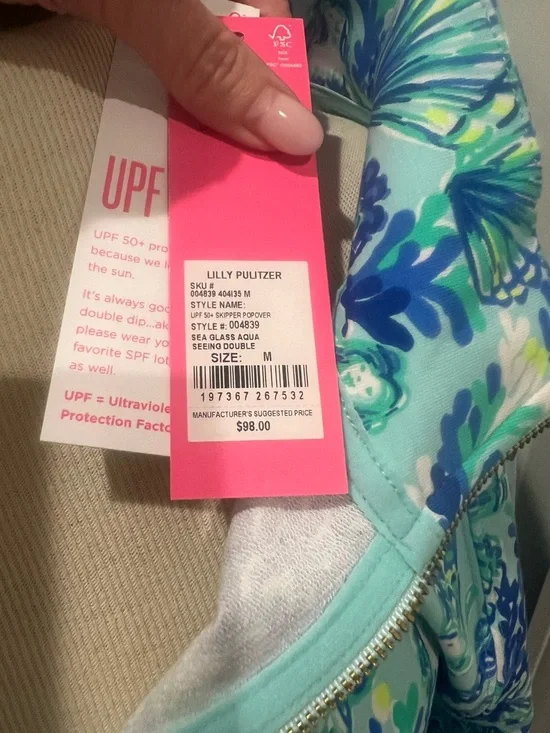 FSC
UPF
UPF 50+ pro
because we l
the sun.
It's always goo
double dip...ak
please wear yo
favorite SPF lot
as well.
UPF = Ultraviole
Protection Facto
LILLY PULITZER
SKU #
004839 404I35 M
STYLE NAME:
UPF 50+ SKIPPER POPOVER
STYLE #: 004839
SEA GLASS AQUA
SEEING DOUBLE
SIZE: M
197367 267532
MANUFACTURER'S SUGGESTED PRICE
$98.00